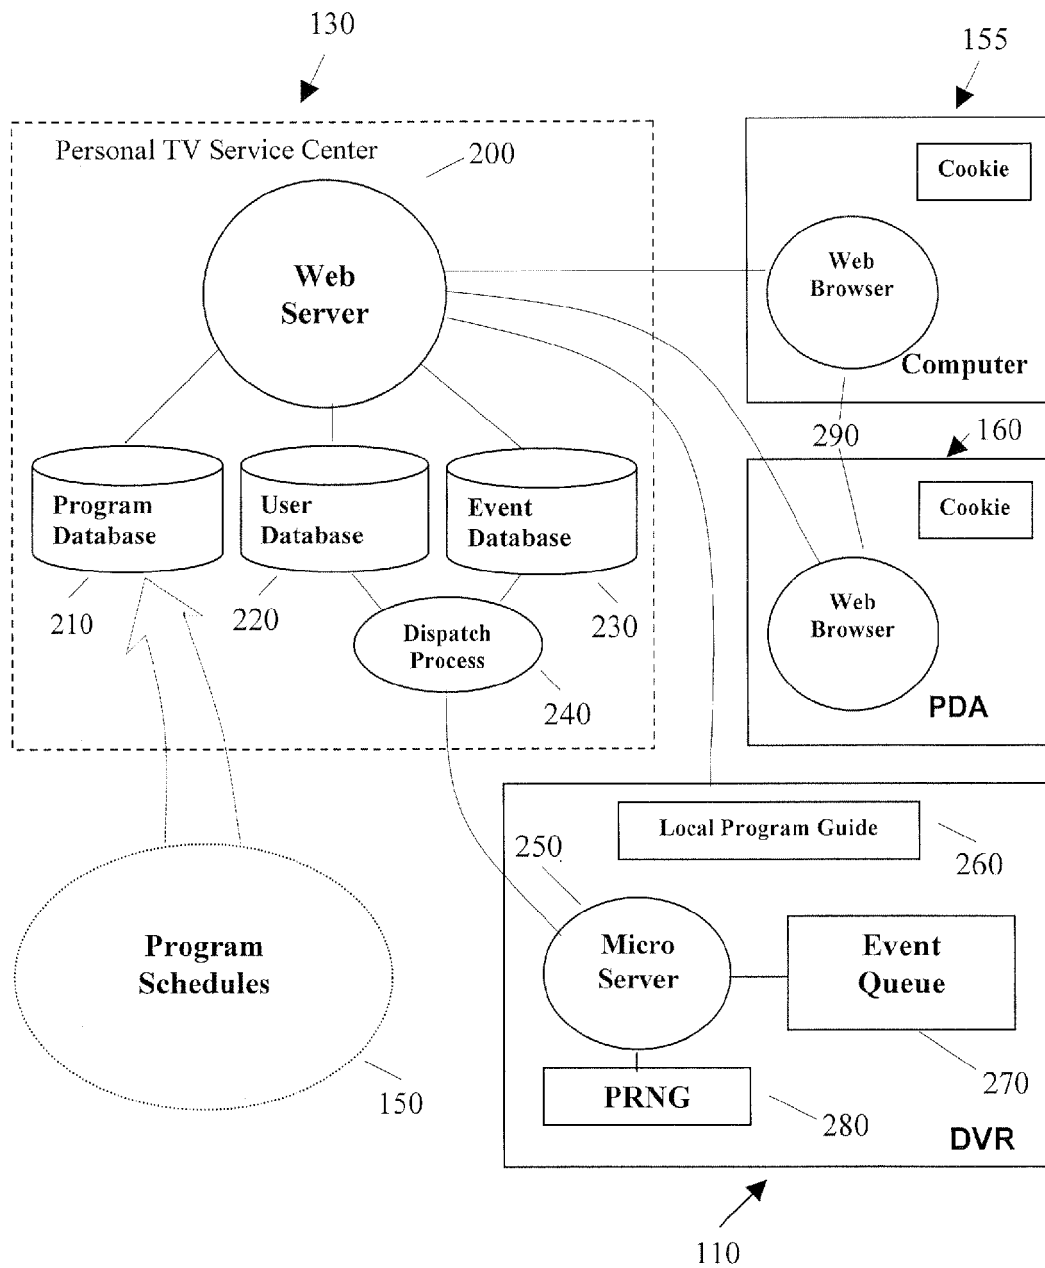 130
155
Personal TV Service Center
200
Web
Server
Cookie
Web
Browser
Computer
290
160
Program
Database
User
Database
Event
Database
Cookie
210
220
230
Dispatch
Process
240
Web
Browser
PDA
Local Program Guide
250
260
Program
Schedules
Micro
Server
Event
Queue
150
PRNG
280
270
DVR
110